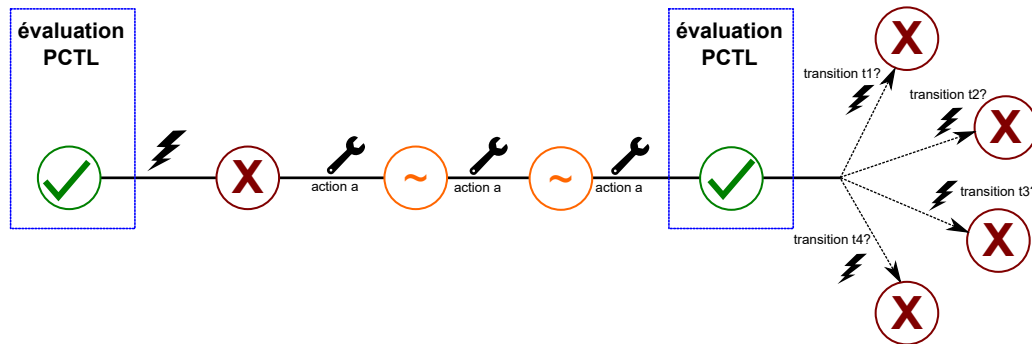 évaluation
PCTL
évaluation
PCTL
X
transition t1?
transition t2?
X
X
~
~
action a
action a
action a
transition t3?
X
transition t4?
X